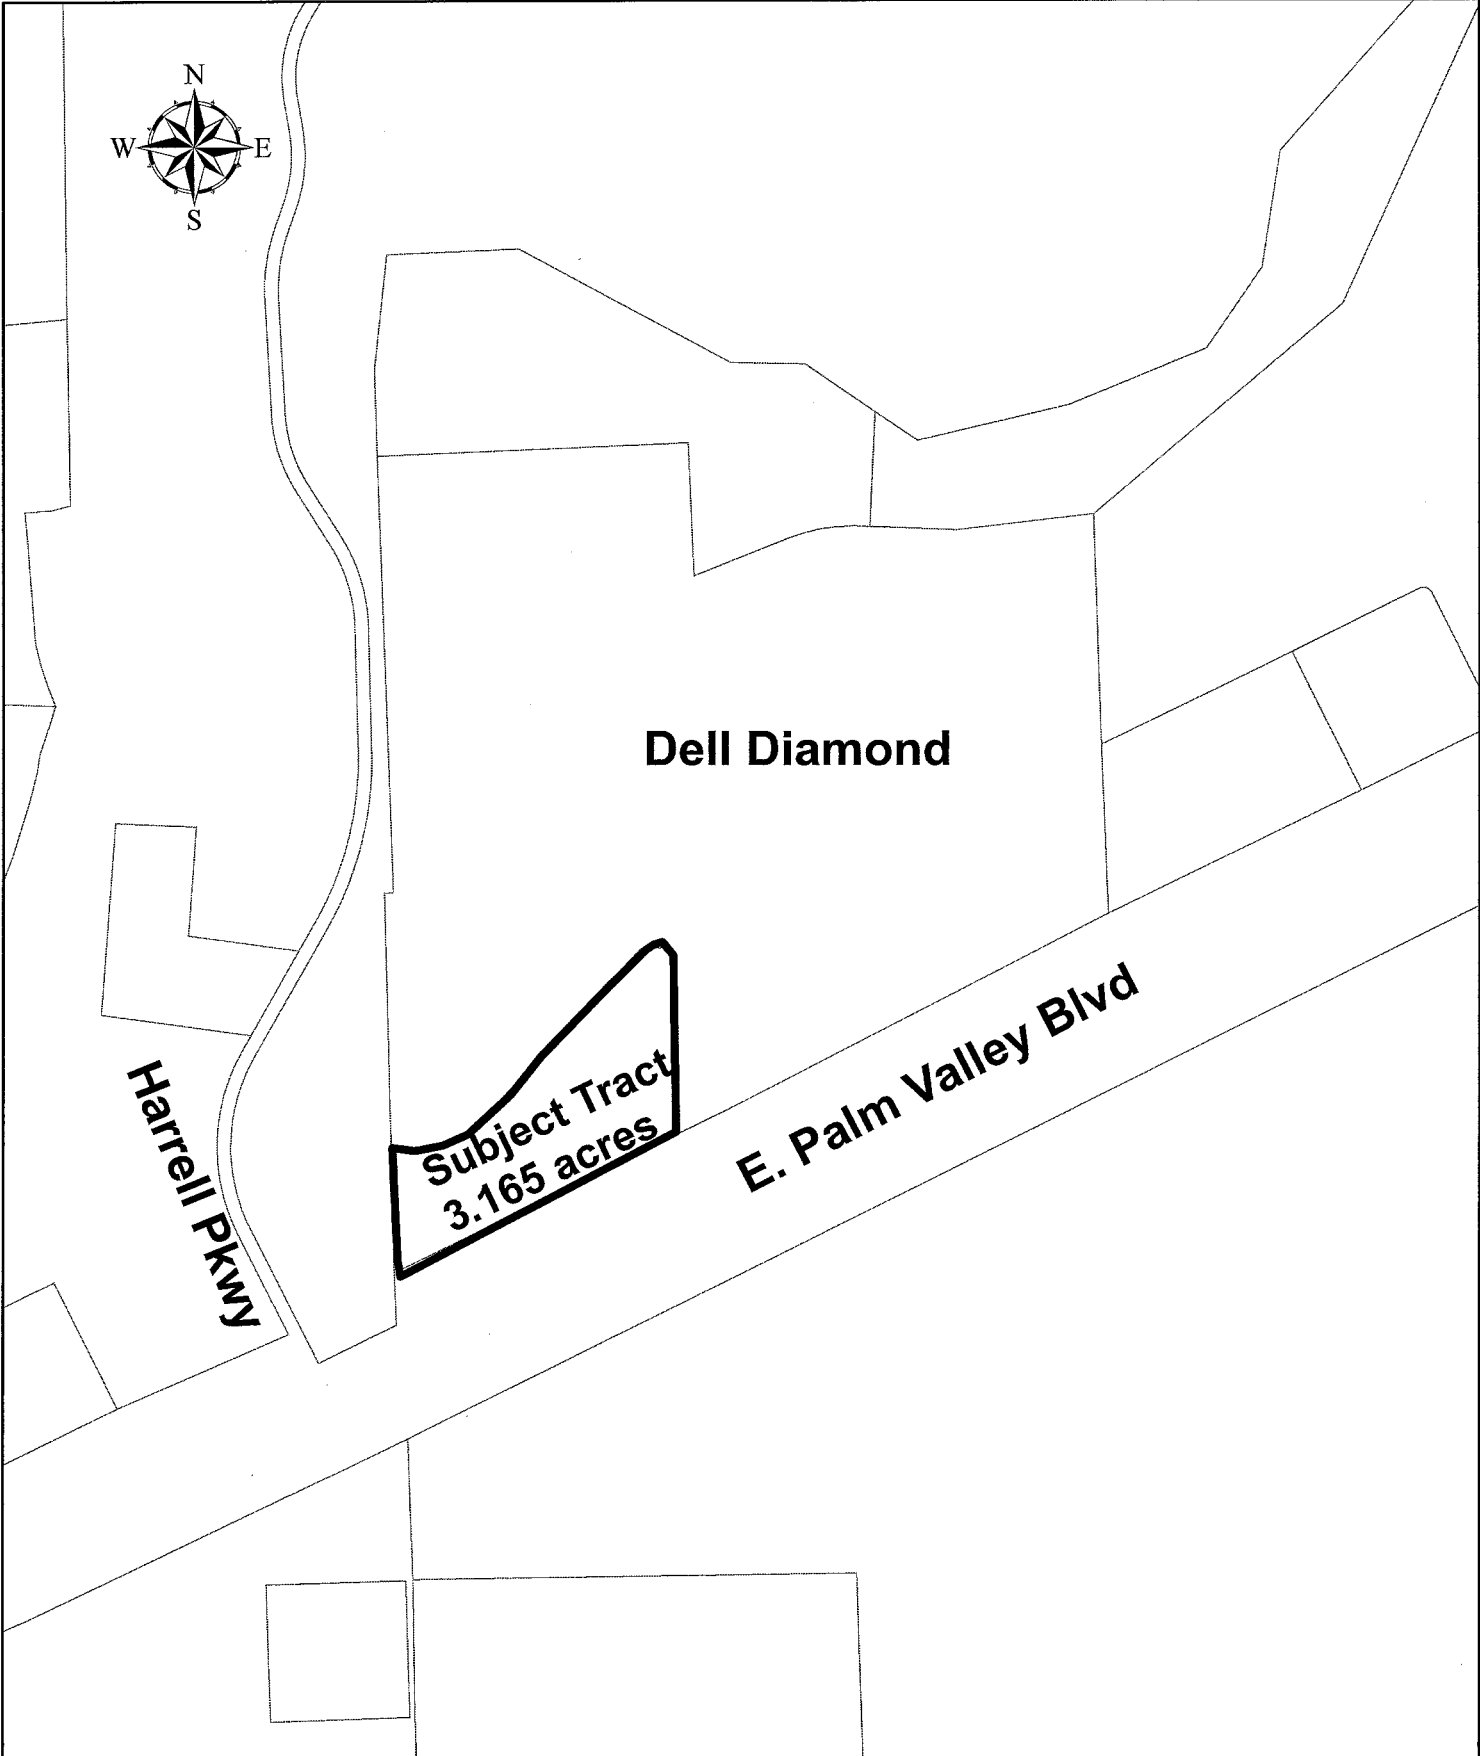 N
W E
S
Dell Diamond
Subject Tract
3.165 acres
E. Palm Valley Blvd
Harrell Pkwy